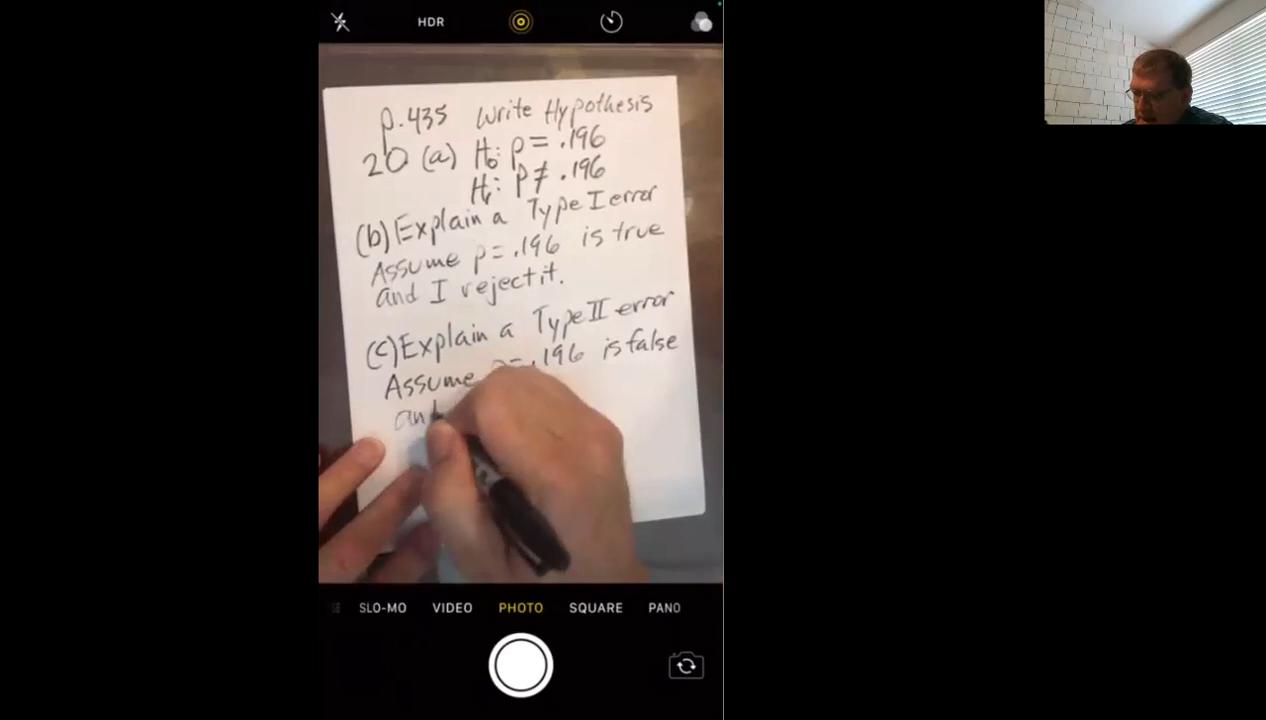 HDR
p.435 Write Hypothesis
20 (a) H₀: p = .196
H₁: p ≠ .196
(b) Explain a Type I error
Assume p = .196 is true
and I reject it.
(c) Explain a Type II error
Assume p = .196 is false
and
SLO-MO VIDEO PHOTO SQUARE PANO